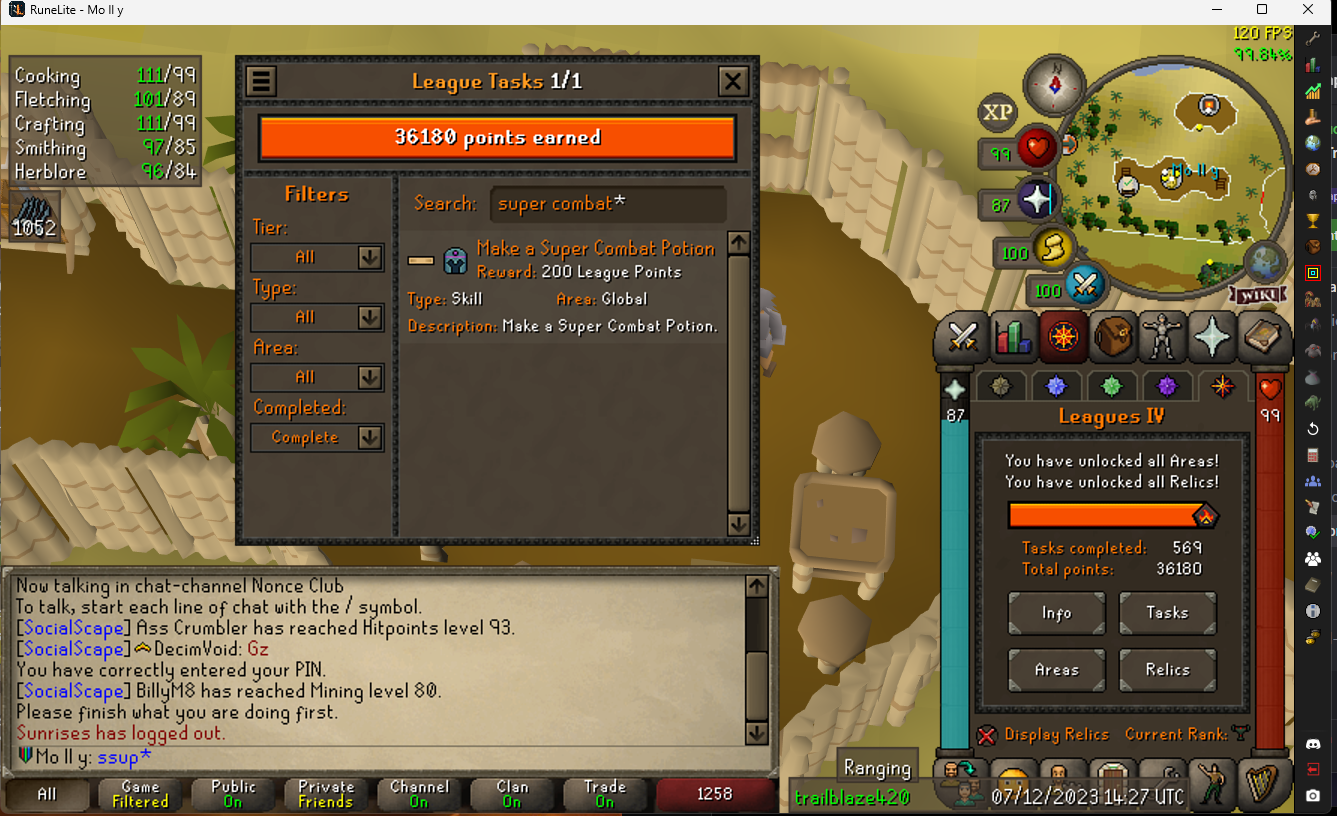 RuneLite - Mo ll y
120 FPS
99.84%
Cooking 111/99
Fletching 101/89
Crafting 111/99
Smithing 97/85
Herblore 96/84
1052
League Tasks 1/1
36180 points earned
Filters
Tier:
All
Type:
All
Area:
All
Completed:
Complete
Search: super combat*
Make a Super Combat Potion
Reward: 200 League Points
Type: Skill Area: Global
Description: Make a Super Combat Potion.
N
XP
99
87
100
100
Mo ll y
WIKI
87
99
Leagues IV
You have unlocked all Areas!
You have unlocked all Relics!
Tasks completed: 569
Total points: 36180
Info
Tasks
Areas
Relics
Display Relics Current Rank:
Now talking in chat-channel Nonce Club
To talk, start each line of chat with the / symbol.
[SocialScape] Ass Crumbler has reached Hitpoints level 93.
[SocialScape] DecimVoid: Gz
You have correctly entered your PIN.
[SocialScape] BillyM8 has reached Mining level 80.
Please finish what you are doing first.
Sunrises has logged out.
Mo ll y: ssup*
All
Game
Filtered
Public
On
Private
Friends
Channel
On
Clan
On
Trade
On
1258
Ranging
trailblaze420
07/12/2023 14:27 UTC